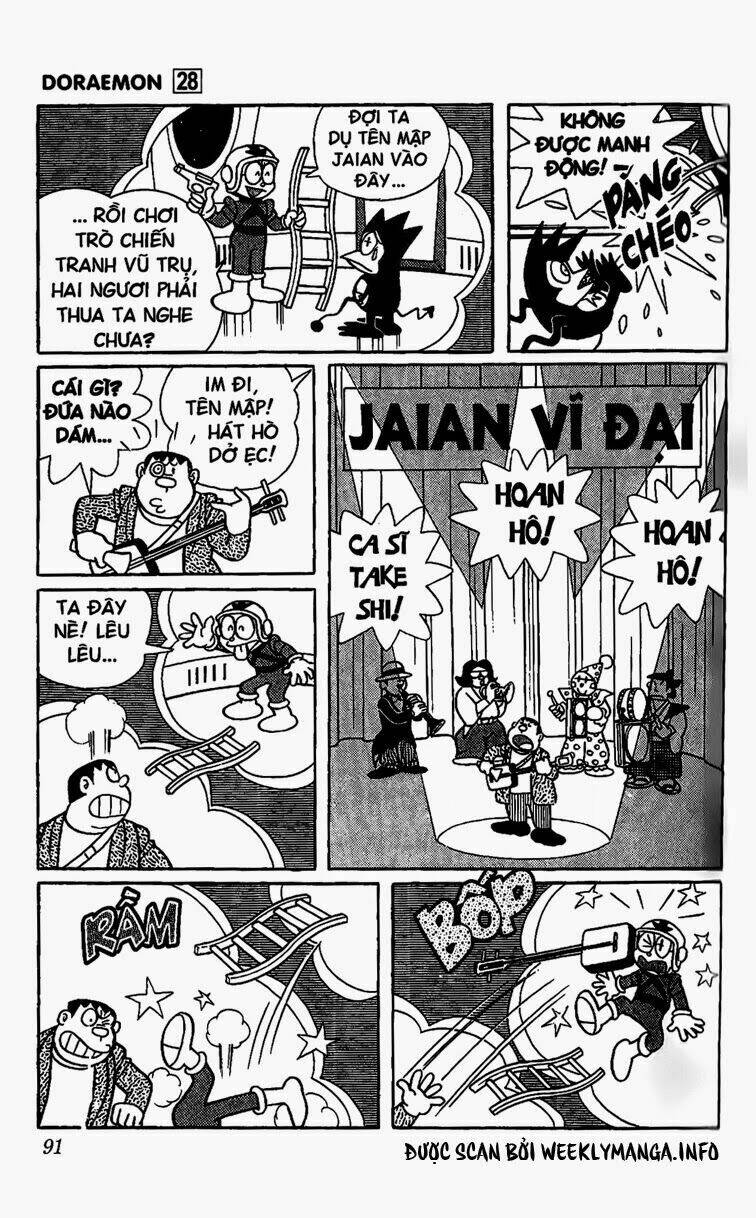 DORAEMON 28
ĐỢI TA
DỤ TÊN MẬP
JAIAN VÀO
ĐÂY...
... RỒI CHƠI
TRÒ CHIẾN
TRANH VŨ TRỤ,
HAI NGƯƠI PHẢI
THUA TA NGHE
CHƯA?
KHÔNG
ĐƯỢC MANH
ĐỘNG!
PẰNG
CHÉO
CÁI GÌ?
ĐỨA NÀO
DÁM...
IM ĐI,
TÊN MẬP!
HÁT HÒ
DỞ ẸC!
JAIAN VĨ ĐẠI
HOAN
HÔ!
CA SĨ
TAKE
SHI!
HOAN
HÔ!
TA ĐÂY
NÈ! LÊU
LÊU...
RẦM
BỐP
91
ĐƯỢC SCAN BỞI WEEKLYMANGA.INFO